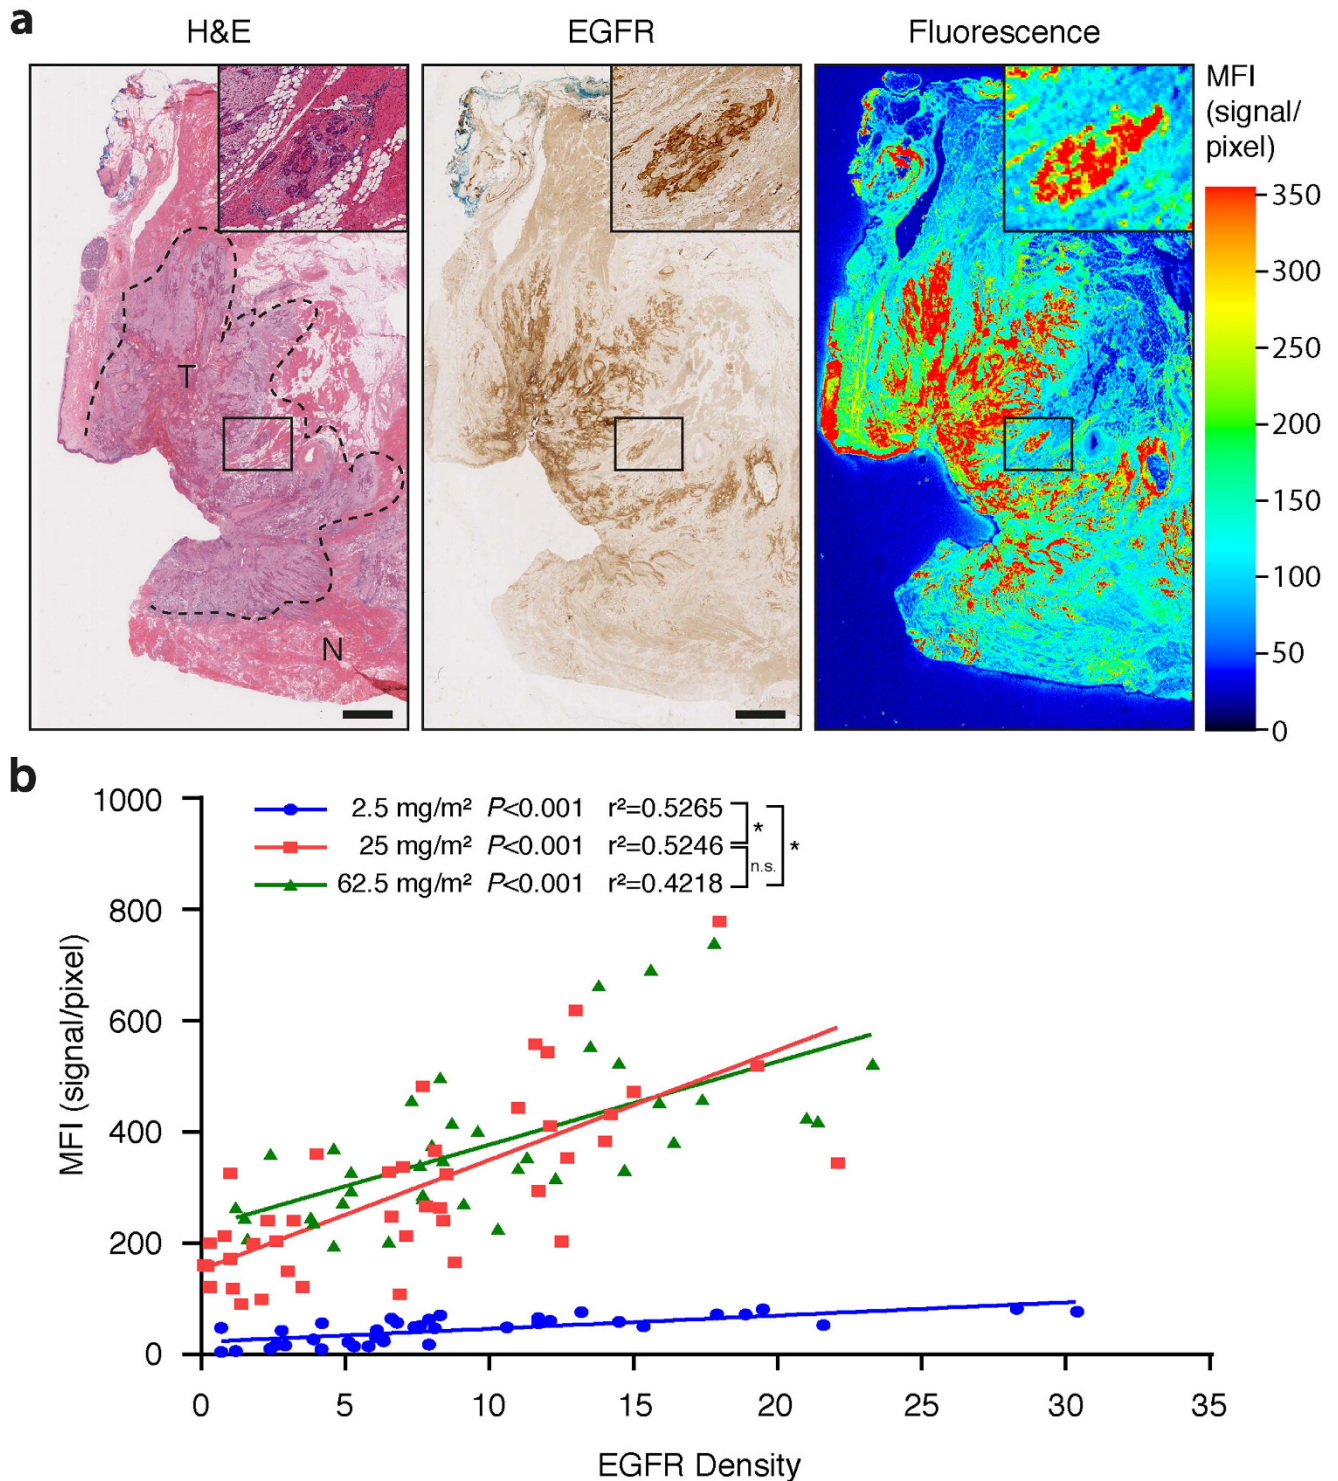 a
H&E
EGFR
Fluorescence
MFI
(signal/
pixel)
T
N
350
300
250
200
150
100
50
0
b
2.5 mg/m² P<0.001 r²=0.5265
25 mg/m² P<0.001 r²=0.5246
62.5 mg/m² P<0.001 r²=0.4218
*
n.s.
*
MFI (signal/pixel)
1000
800
600
400
200
0
0 5 10 15 20 25 30 35
EGFR Density